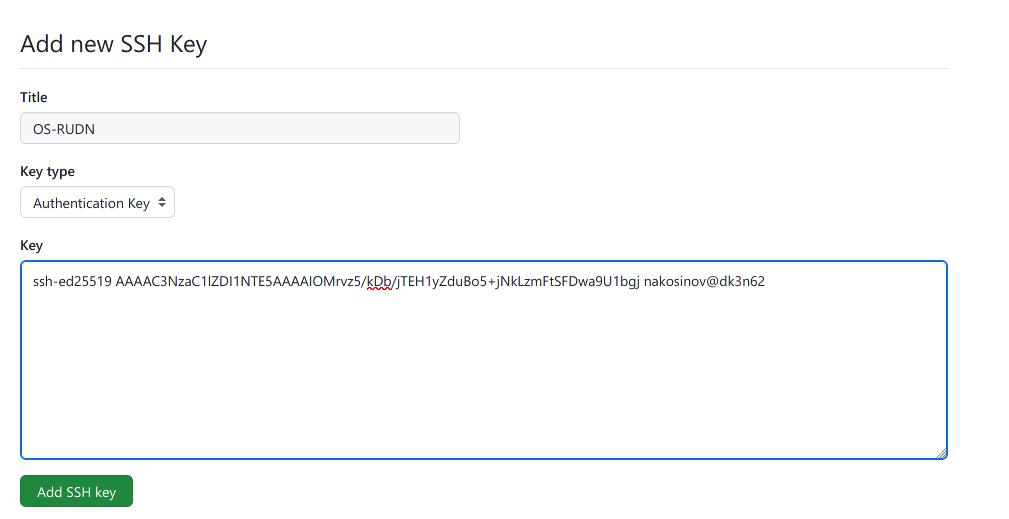 Add new SSH Key
Title
OS-RUDN
Key type
Authentication Key
Key
ssh-ed25519 AAAAC3NzaC1lZDI1NTE5AAAAIOMrvz5/kDb/jTEH1yZduBo5+jNkLzmFtSFDwa9U1bgj nakosinov@dk3n62
Add SSH key